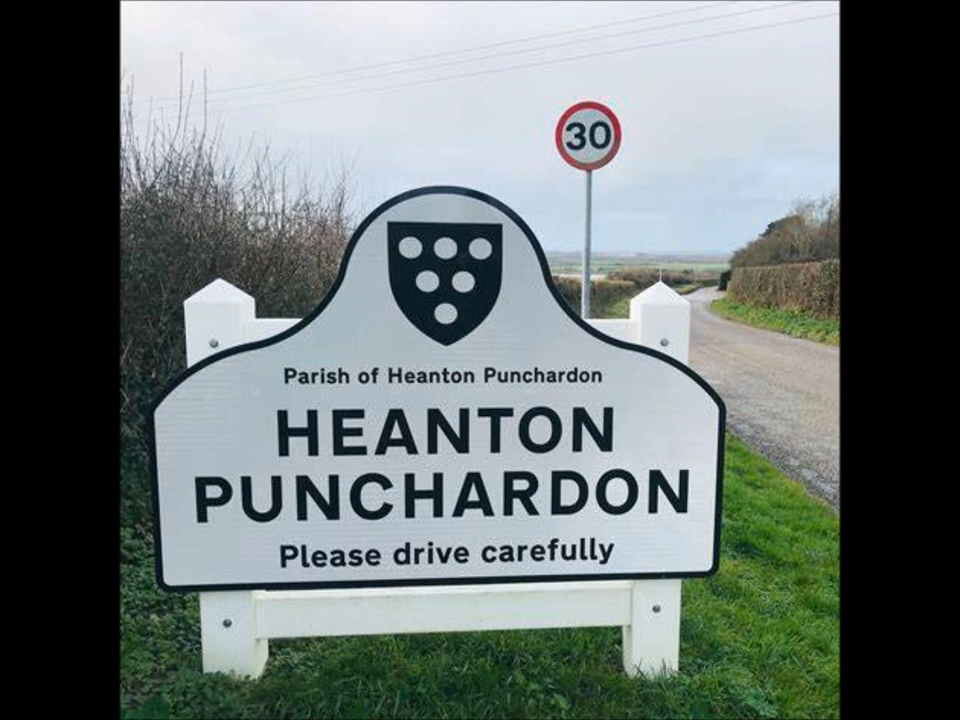 30
Parish of Heanton Punchardon
HEANTON
PUNCHARDON
Please drive carefully